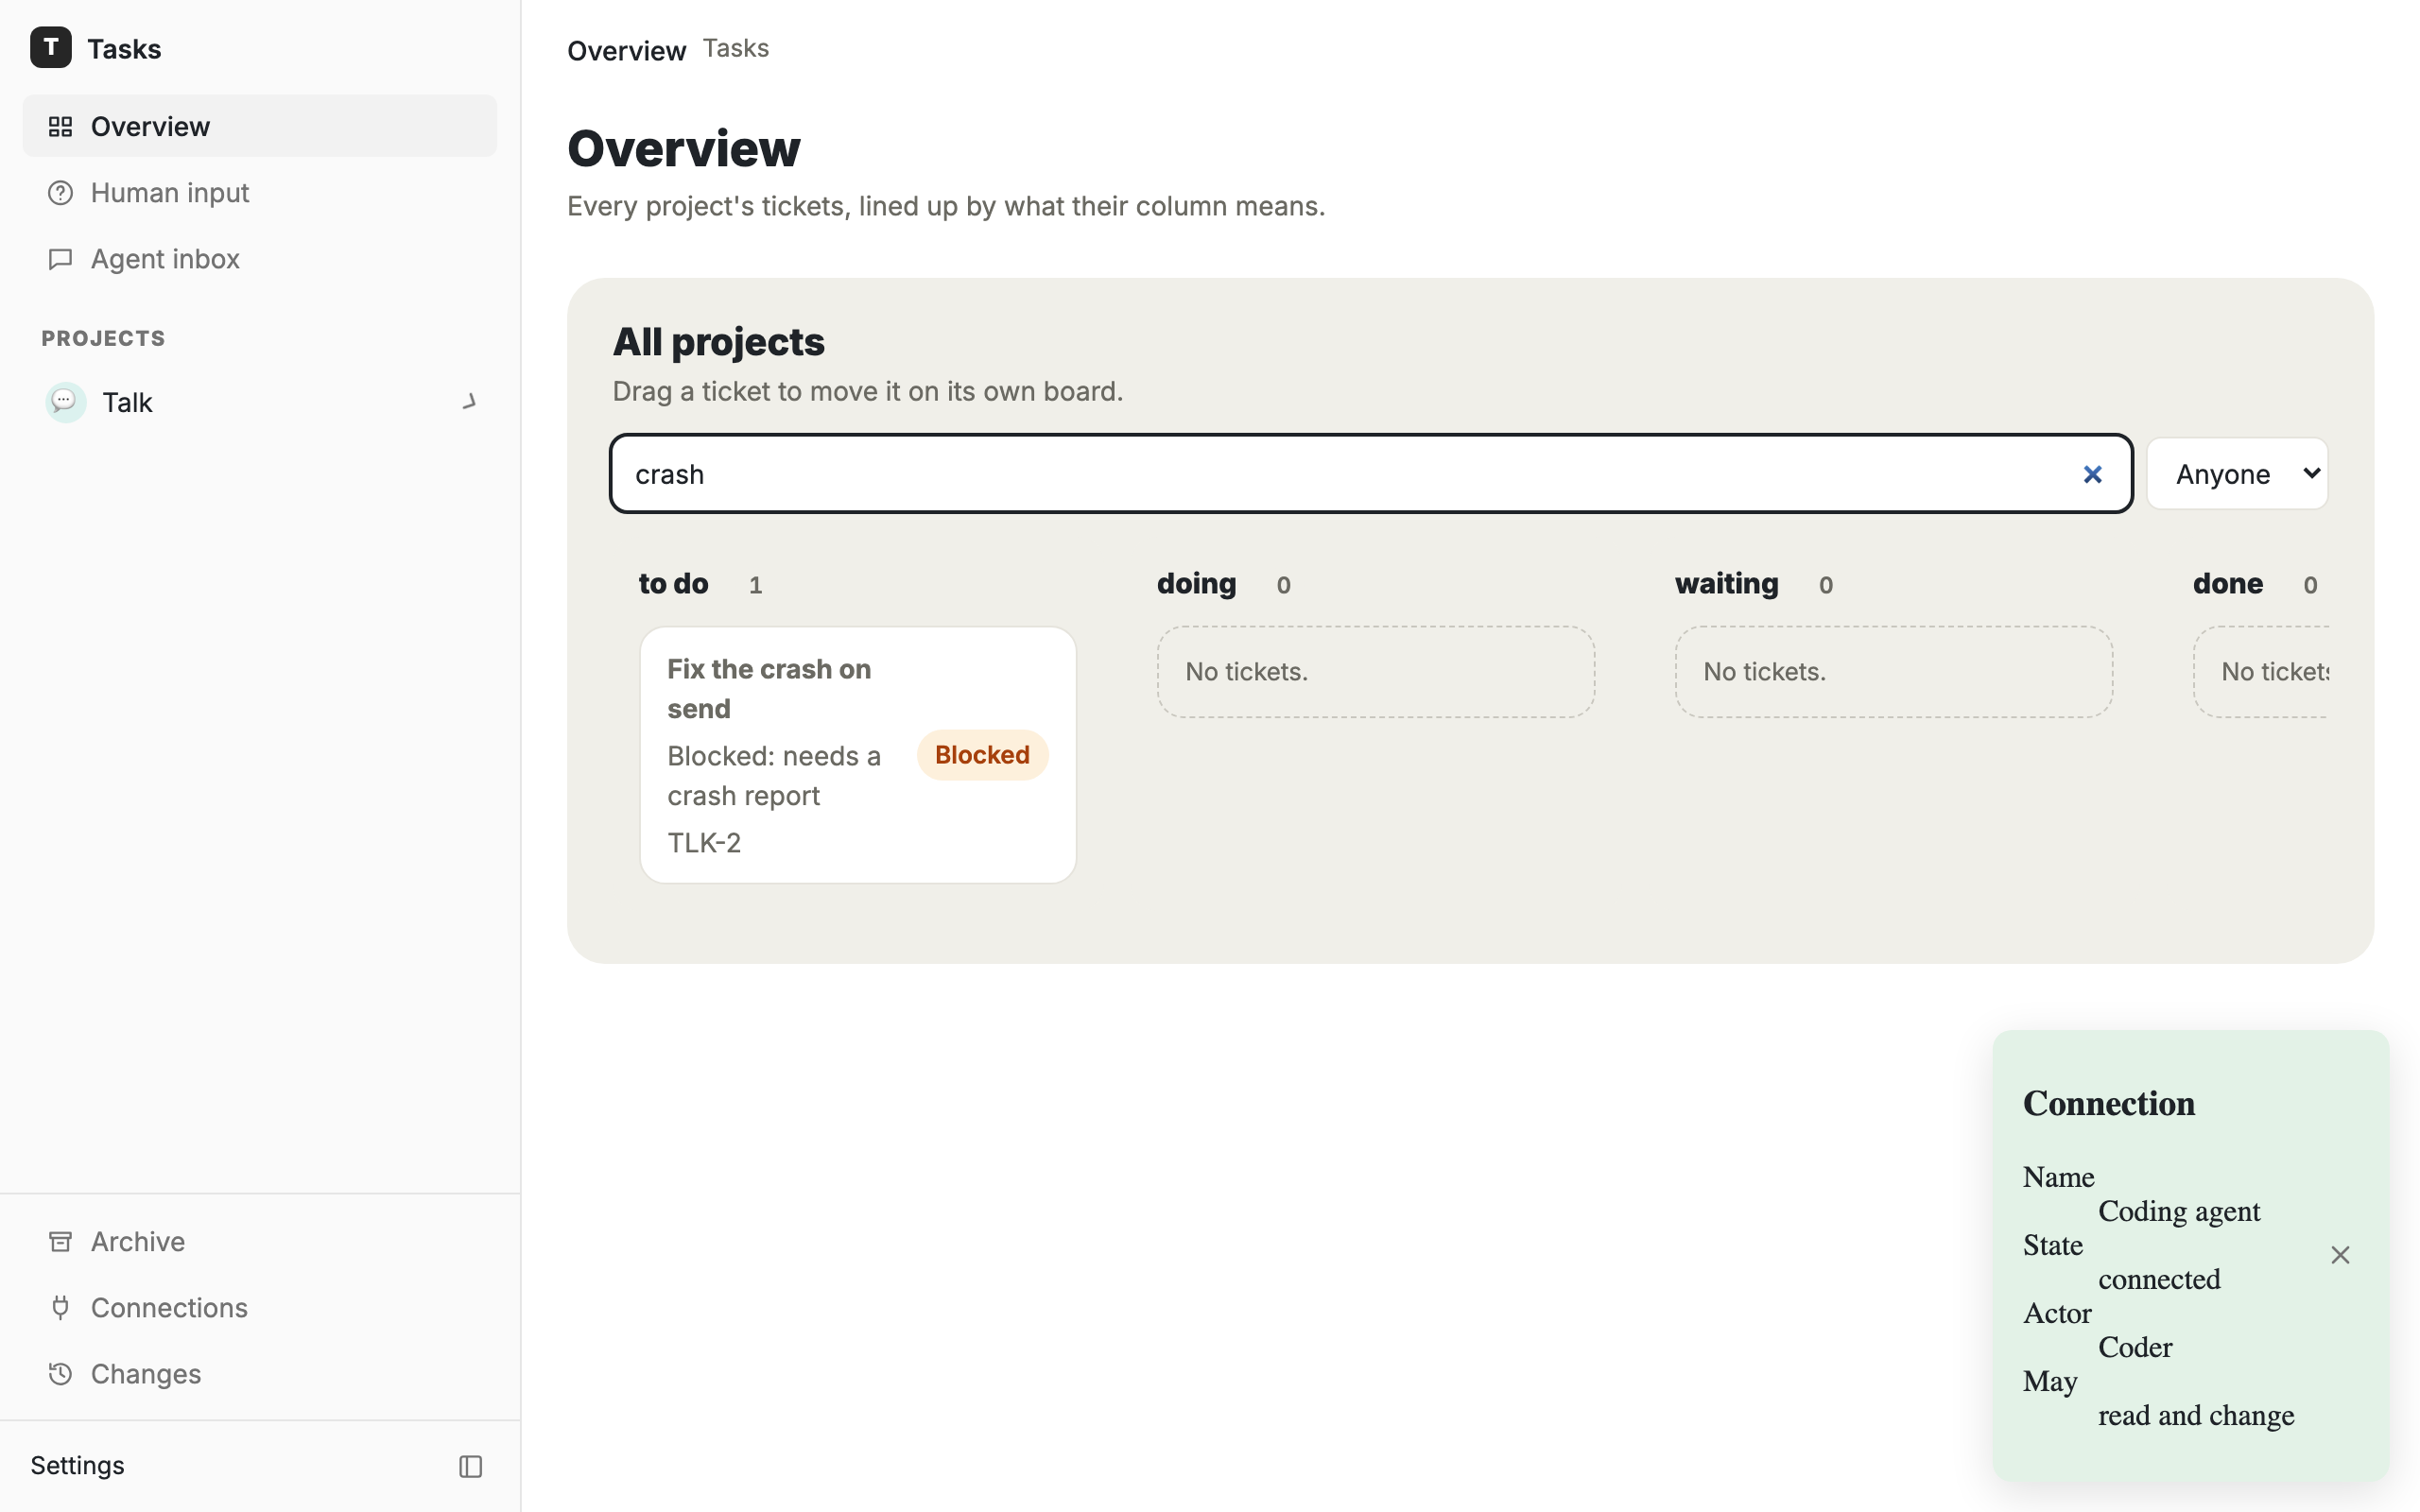 T Tasks
Overview
Human input
Agent inbox
PROJECTS
Talk
Archive
Connections
Changes
Settings
Overview Tasks
Overview
Every project's tickets, lined up by what their column means.
All projects
Drag a ticket to move it on its own board.
crash
Anyone
to do 1
doing 0
waiting 0
done 0
Fix the crash on
send
Blocked: needs a
crash report
TLK-2
Blocked
No tickets.
No tickets.
No tickets
Connection
Name
Coding agent
State
connected
Actor
Coder
May
read and change